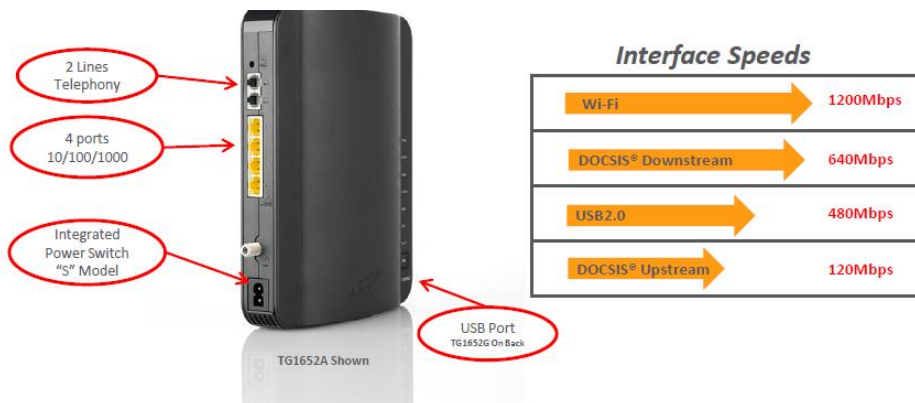 2 Lines
Telephony
4 ports
10/100/1000
Integrated
Power Switch
"S" Model
USB Port
TG1652G On Back
TG1652A Shown
Interface Speeds
Wi-Fi
1200Mbps
DOCSIS® Downstream
640Mbps
USB2.0
480Mbps
DOCSIS® Upstream
120Mbps